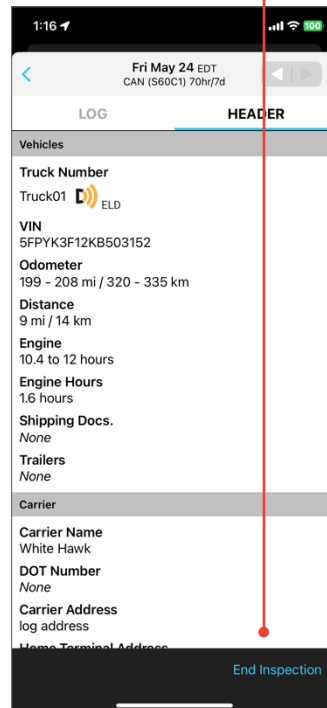 1:16
100
Fri May 24 EDT
CAN (S60C1) 70hr/7d
LOG
HEADER
Vehicles
Truck Number
Truck01 ELD
VIN
5FPYK3F12KB503152
Odometer
199 - 208 mi / 320 - 335 km
Distance
9 mi / 14 km
Engine
10.4 to 12 hours
Engine Hours
1.6 hours
Shipping Docs.
None
Trailers
None
Carrier
Carrier Name
White Hawk
DOT Number
None
Carrier Address
log address
Home Terminal Address
End Inspection